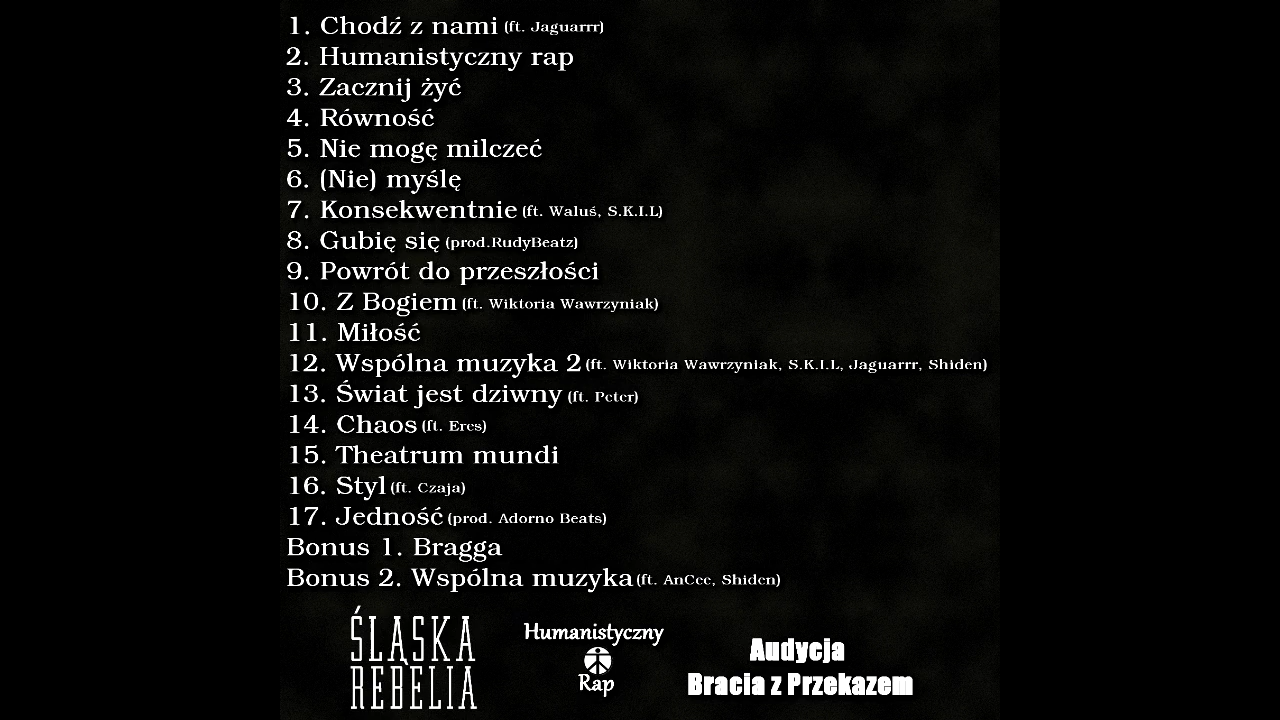 1. Chodź z nami (ft. Jaguarrr)
2. Humanistyczny rap
3. Zacznij żyć
4. Równość
5. Nie mogę milczeć
6. (Nie) myślę
7. Konsekwentnie (ft. Waluś, S.K.I.L)
8. Gubię się (prod.RudyBeatz)
9. Powrót do przeszłości
10. Z Bogiem (ft. Wiktoria Wawrzyniak)
11. Miłość
12. Wspólna muzyka 2 (ft. Wiktoria Wawrzyniak, S.K.I.L, Jaguarrr, Shiden)
13. Świat jest dziwny (ft. Peter)
14. Chaos (ft. Eres)
15. Theatrum mundi
16. Styl (ft. Czaja)
17. Jedność (prod. Adorno Beats)
Bonus 1. Bragga
Bonus 2. Wspólna muzyka (ft. AnCee, Shiden)
ŚLĄSKA
REBELIA
Humanistyczny
Rap
Audycja
Bracia z Przekazem